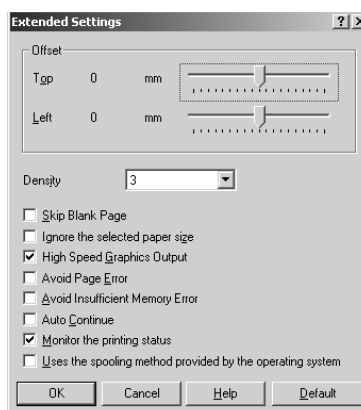 Extended Settings
Offset
Top 0 mm
Left 0 mm
Density 3
Skip Blank Page
Ignore the selected paper size
High Speed Graphics Output
Avoid Page Error
Avoid Insufficient Memory Error
Auto Continue
Monitor the printing status
Uses the spooling method provided by the operating system
OK Cancel Help Default